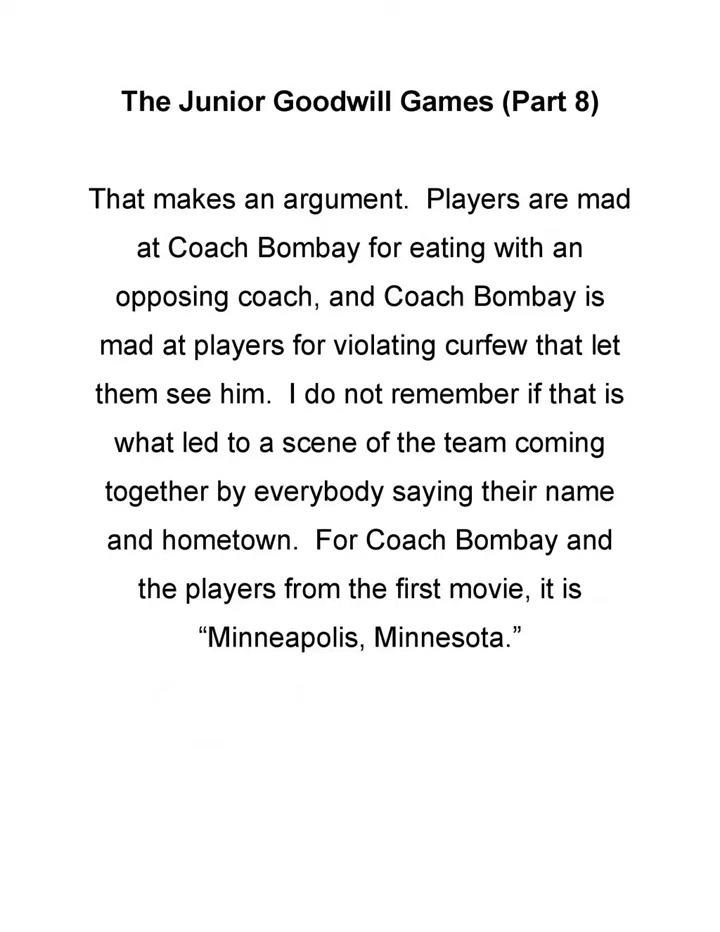 The Junior Goodwill Games (Part 8)
That makes an argument.  Players are mad
at Coach Bombay for eating with an
opposing coach, and Coach Bombay is
mad at players for violating curfew that let
them see him.  I do not remember if that is
what led to a scene of the team coming
together by everybody saying their name
and hometown.  For Coach Bombay and
the players from the first movie, it is
“Minneapolis, Minnesota.”